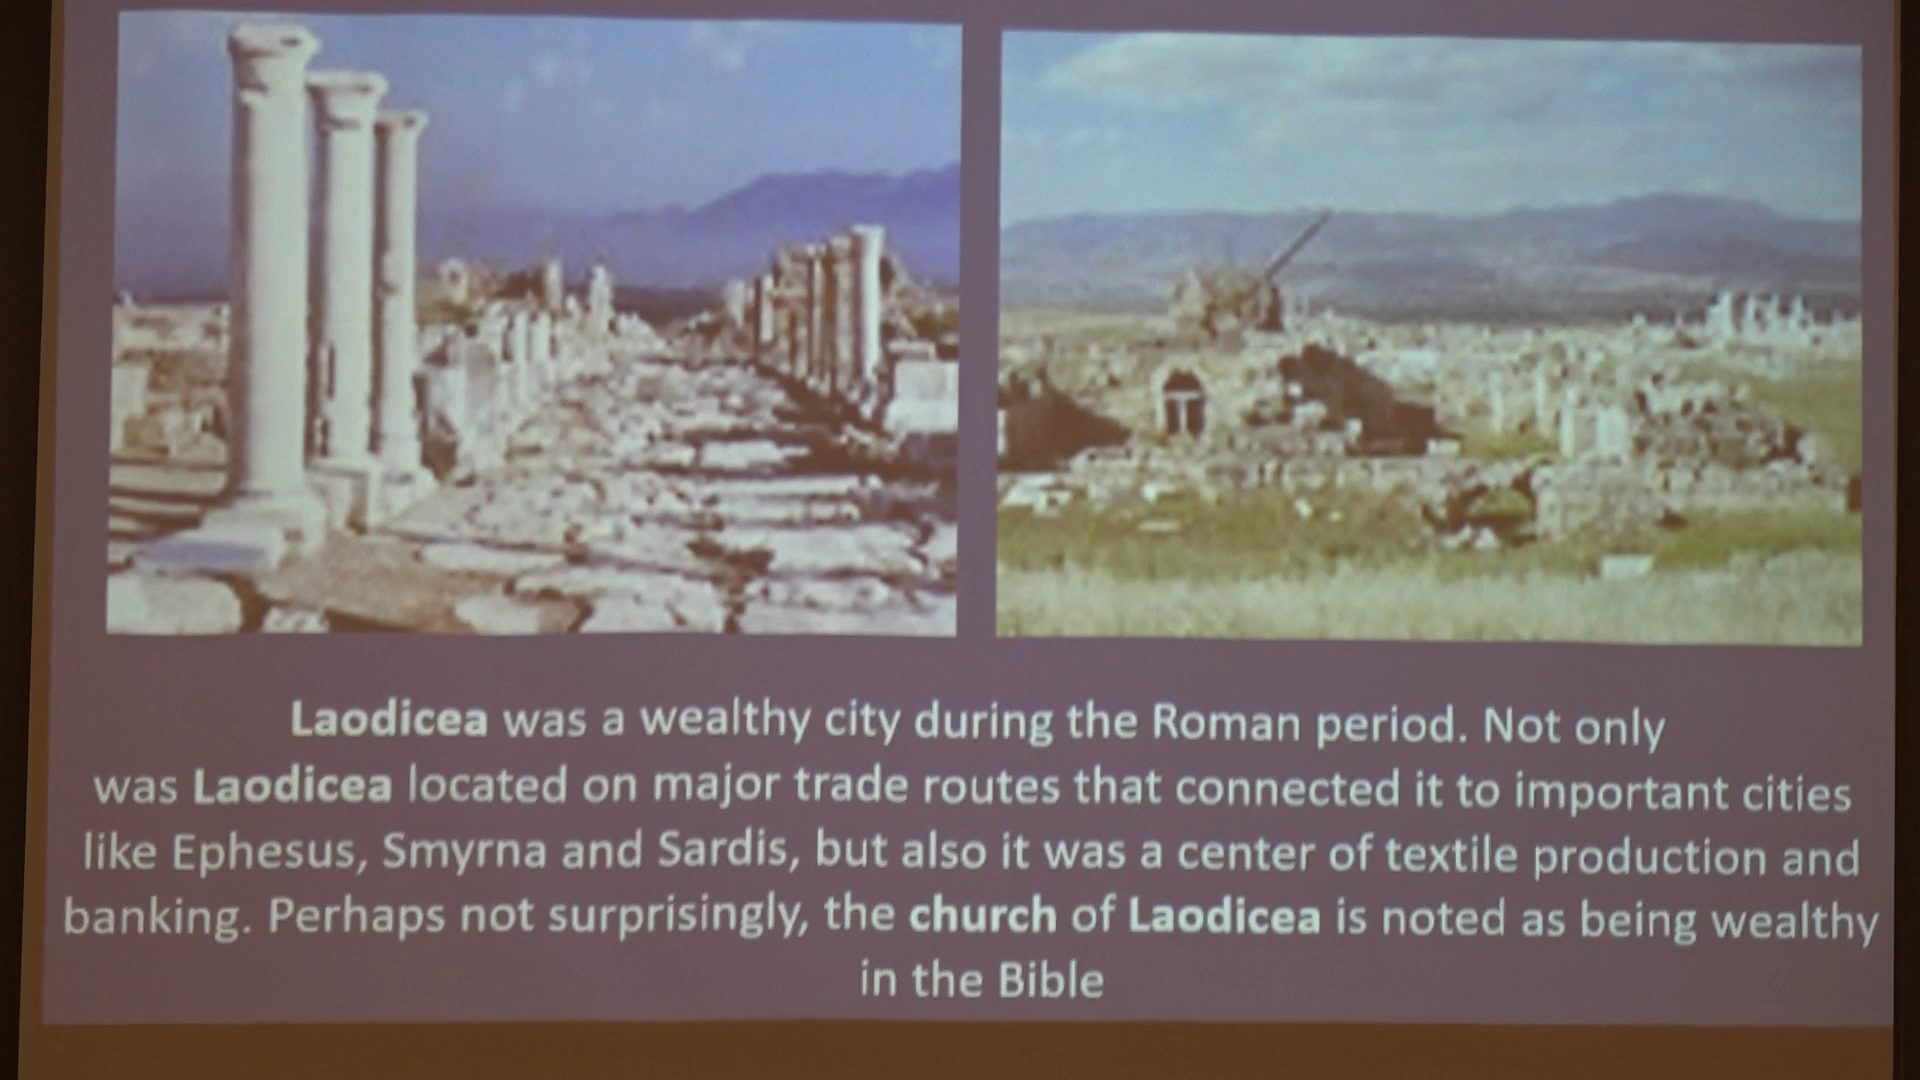 Laodicea was a wealthy city during the Roman period. Not only
was Laodicea located on major trade routes that connected it to important cities
like Ephesus, Smyrna and Sardis, but also it was a center of textile production and
banking. Perhaps not surprisingly, the church of Laodicea is noted as being wealthy
in the Bible